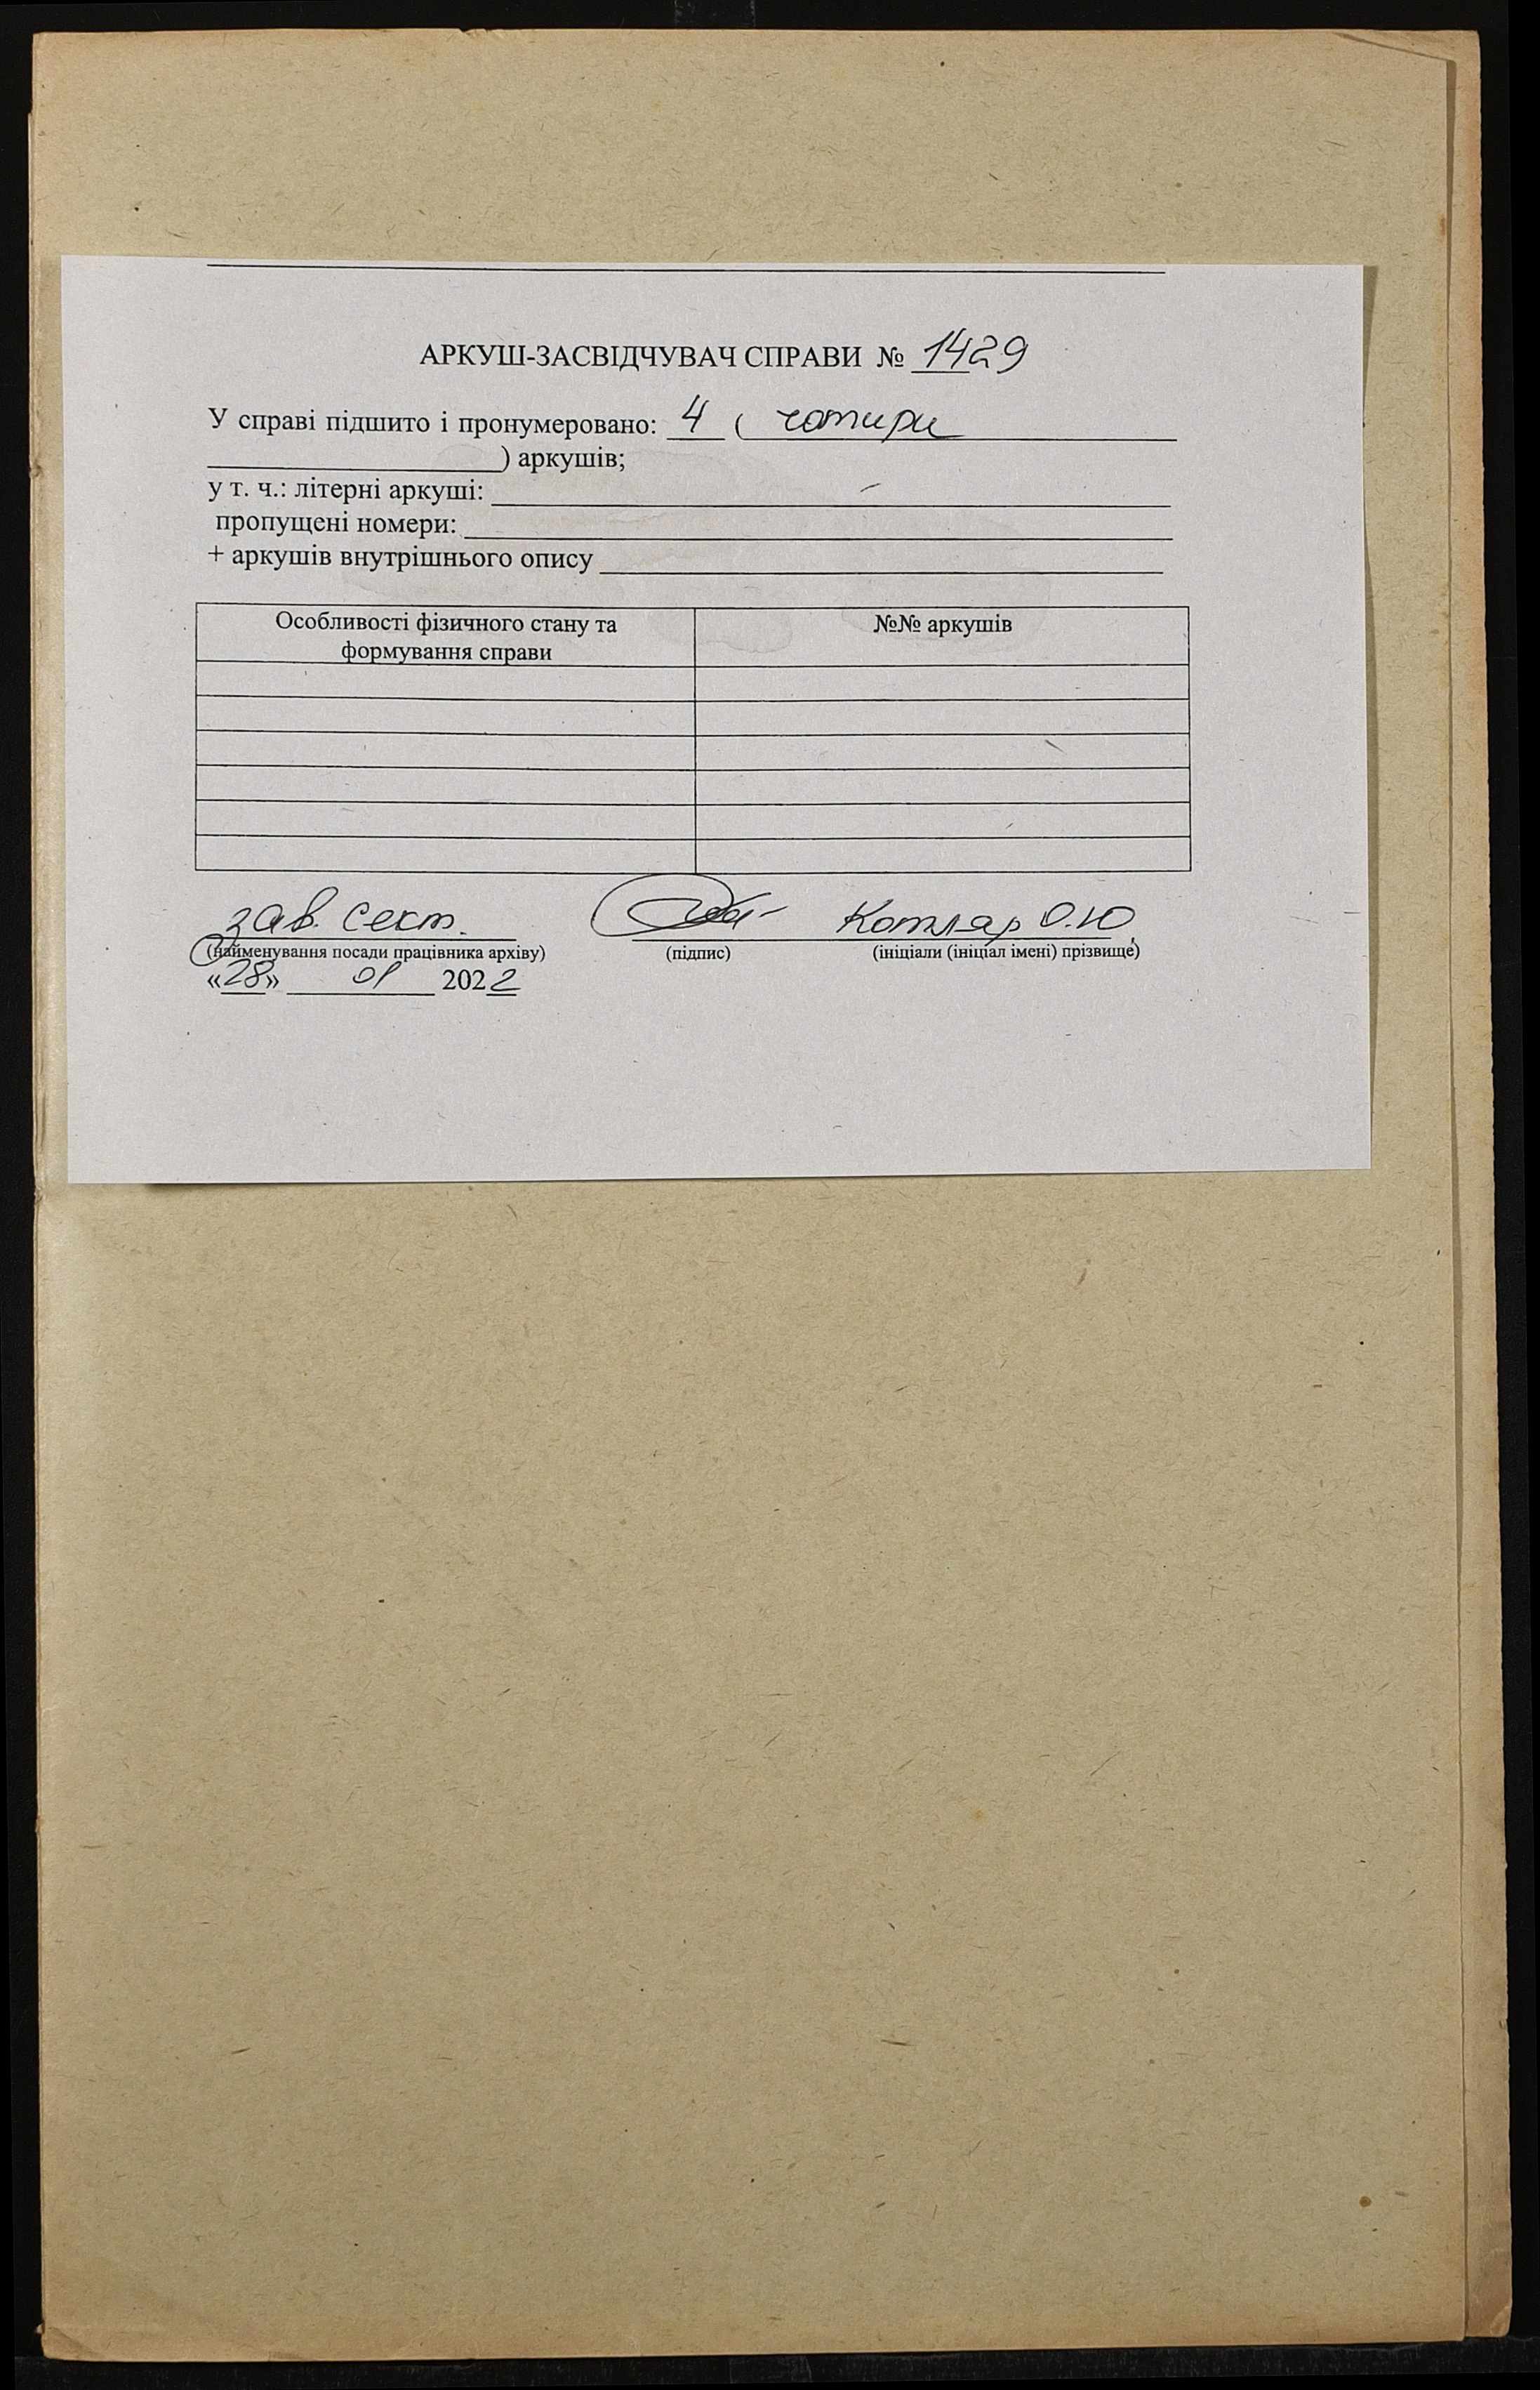 АРКУШ-ЗАСВІДЧУВАЧ СПРАВИ № 1429
У справі підшито і пронумеровано: 4 ( чотири
) аркушів;
у т. ч.: літерні аркуші:
пропущені номери:
+ аркушів внутрішнього опису
Особливості фізичного стану та
формування справи
№№ аркушів
зав. сект. Котляр О.Ю
(найменування посади працівника архіву) (підпис) (ініціали (ініціал імені) прізвище)
«28» 01 2022